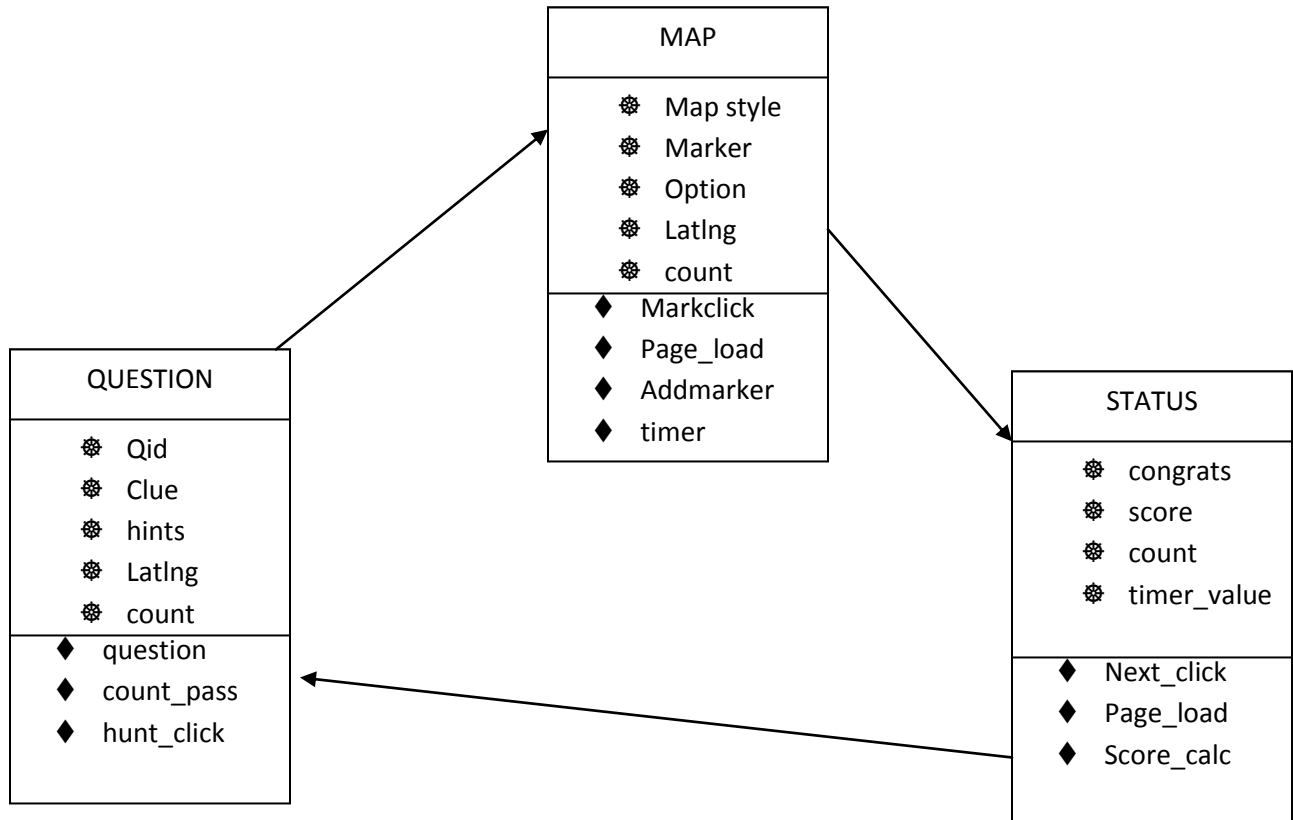 MAP
Map style
Marker
Option
Latlng
count
Markclick
Page_load
Addmarker
timer
QUESTION
Qid
Clue
hints
Latlng
count
question
count_pass
hunt_click
STATUS
congrats
score
count
timer_value
Next_click
Page_load
Score_calc